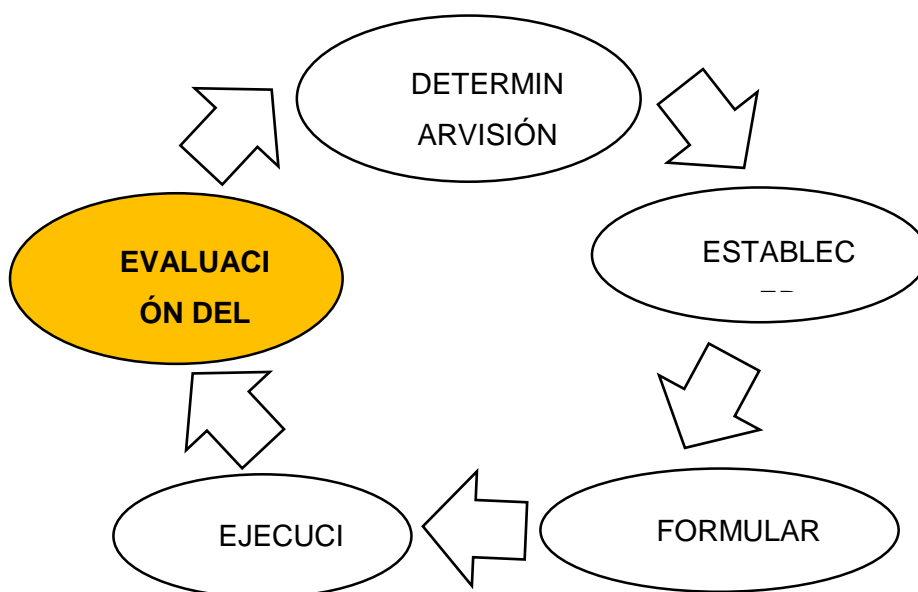 DETERMIN
ARVISIÓN
ESTABLEC
FORMULAR
EJECUCI
EVALUACI
ÓN DEL